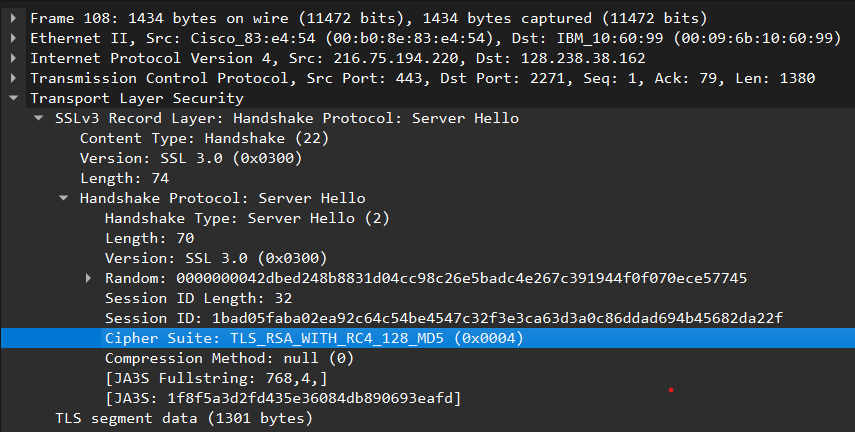 Frame 108: 1434 bytes on wire (11472 bits), 1434 bytes captured (11472 bits)
Ethernet II, Src: Cisco_83:e4:54 (00:b0:8e:83:e4:54), Dst: IBM_10:60:99 (00:09:6b:10:60:99)
Internet Protocol Version 4, Src: 216.75.194.220, Dst: 128.238.38.162
Transmission Control Protocol, Src Port: 443, Dst Port: 2271, Seq: 1, Ack: 79, Len: 1380
Transport Layer Security
SSLv3 Record Layer: Handshake Protocol: Server Hello
Content Type: Handshake (22)
Version: SSL 3.0 (0x0300)
Length: 74
Handshake Protocol: Server Hello
Handshake Type: Server Hello (2)
Length: 70
Version: SSL 3.0 (0x0300)
Random: 0000000042dbed248b8831d04cc98c26e5badc4e267c391944f0f070ece57745
Session ID Length: 32
Session ID: 1bad05faba02ea92c64c54be4547c32f3e3ca63d3a0c86ddad694b45682da22f
Cipher Suite: TLS_RSA_WITH_RC4_128_MD5 (0x0004)
Compression Method: null (0)
[JA3S Fullstring: 768,4,]
[JA3S: 1f8f5a3d2fd435e36084db890693eafd]
TLS segment data (1301 bytes)